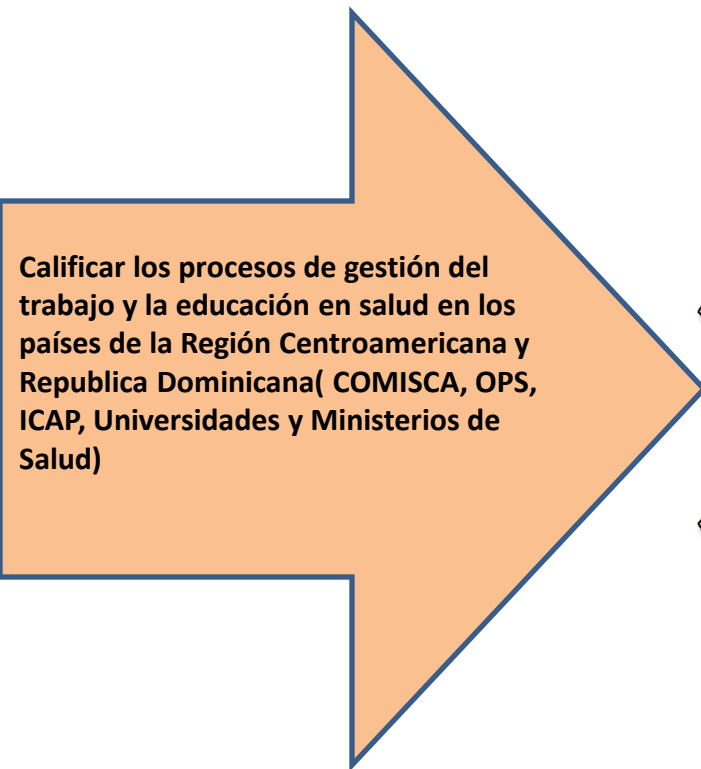 Calificar los procesos de gestión del
trabajo y la educación en salud en los
países de la Región Centroamericana y
Republica Dominicana( COMISCA, OPS,
ICAP, Universidades y Ministerios de
Salud)